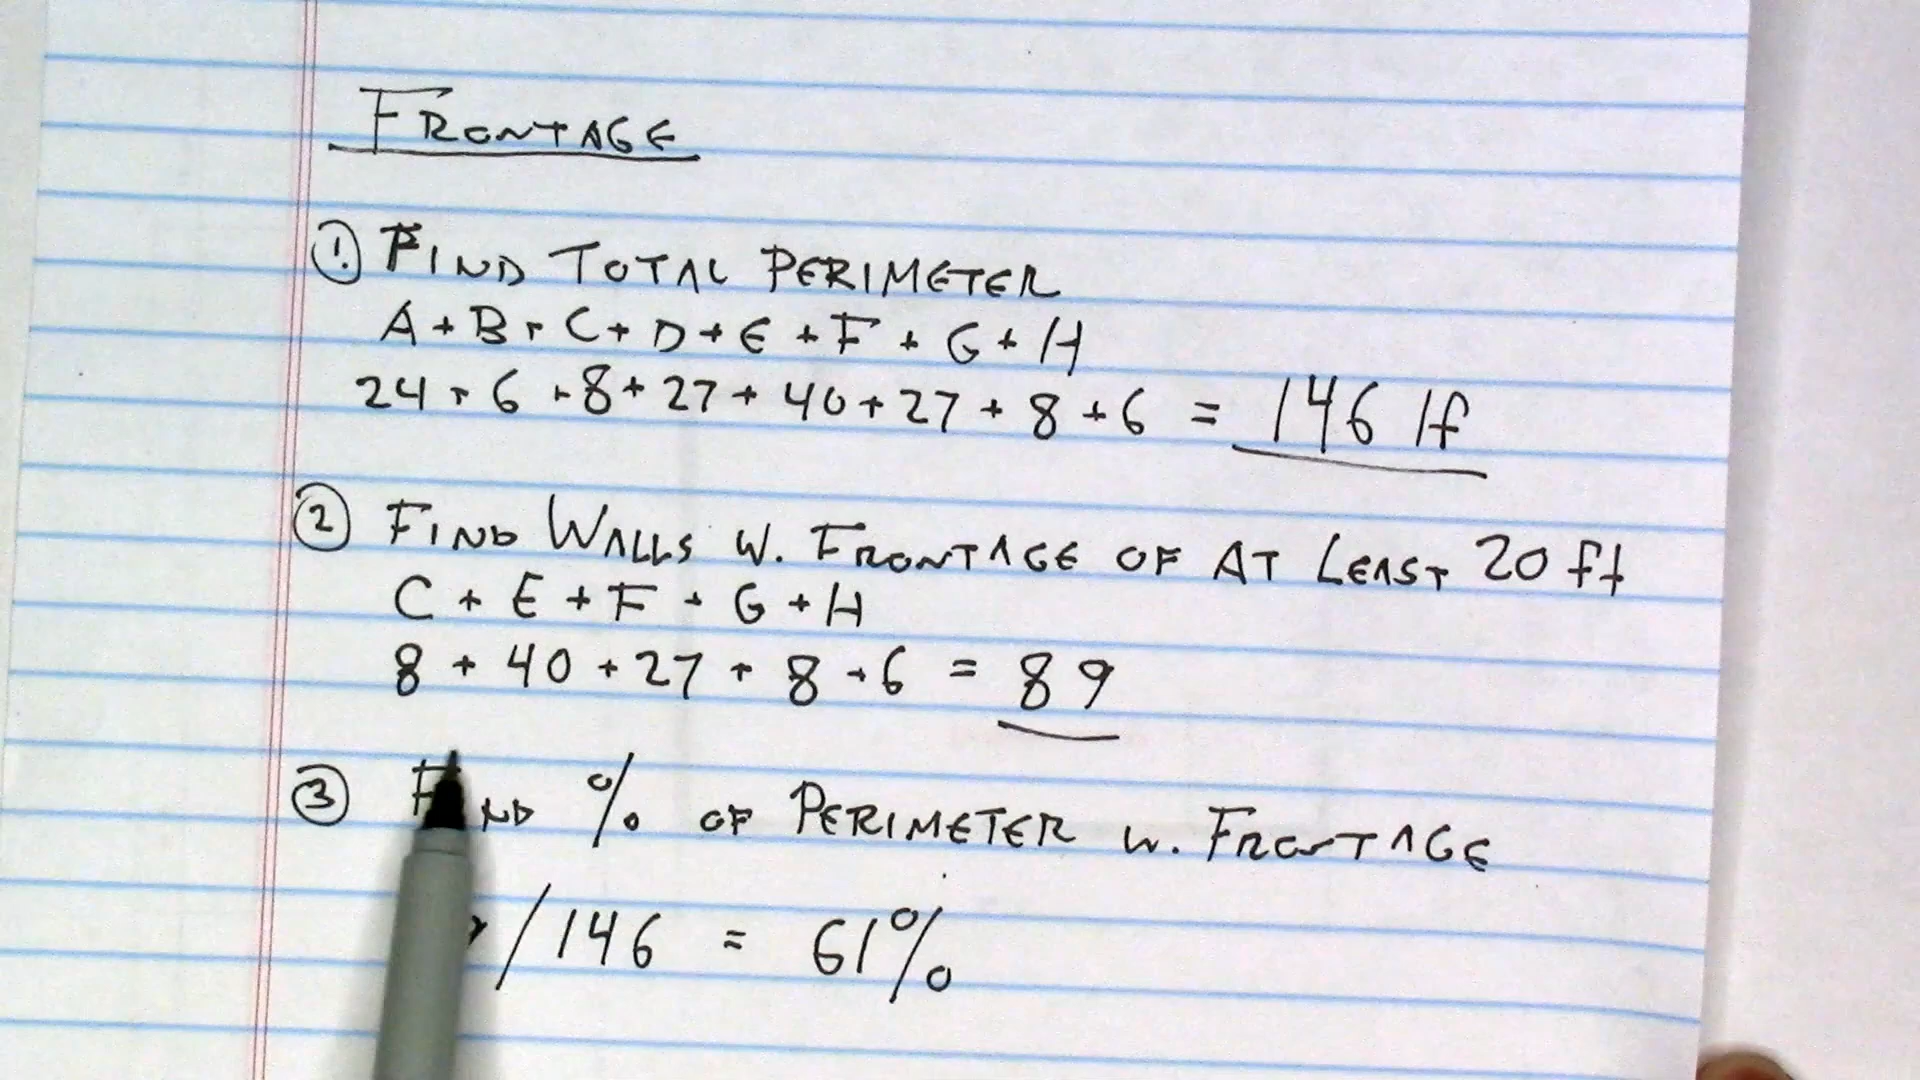 FRONTAGE
1. FIND TOTAL PERIMETER
A + B + C + D + E + F + G + H
24 + 6 + 8 + 27 + 40 + 27 + 8 + 6 = 146 lf
2 FIND WALLS W. FRONTAGE OF AT LEAST 20 ft
C + E + F + G + H
8 + 40 + 27 + 8 + 6 = 89
3 FIND % OF PERIMETER W. FRONTAGE
/ 146 = 61%